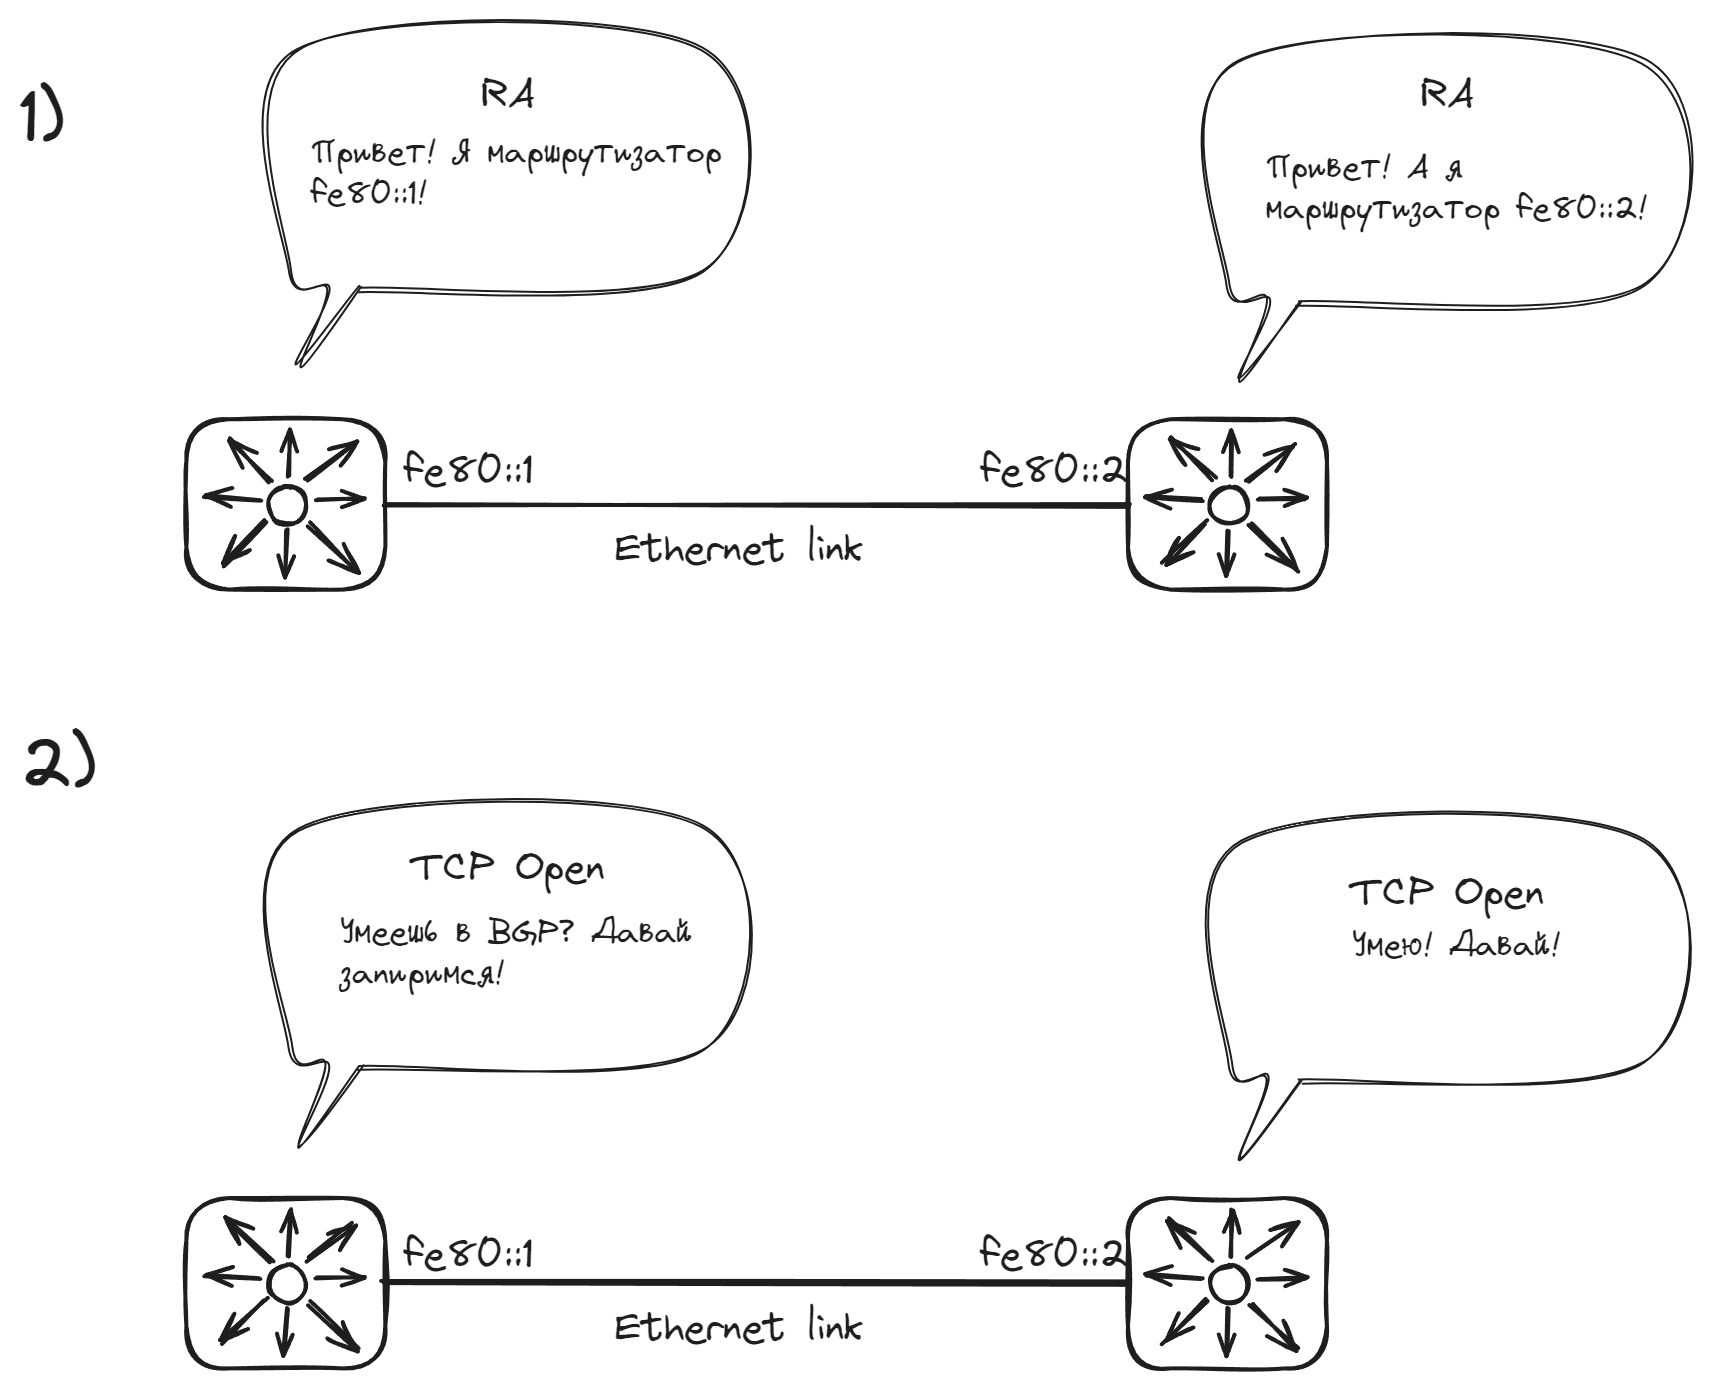 1)
RA
Привет! Я маршрутизатор
fe80::1!
RA
Привет! А я
маршрутизатор fe80::2!
fe80::1
fe80::2
Ethernet link
2)
TCP Open
Умеешь в BGP? Давай
запиримся!
TCP Open
Умею! Давай!
fe80::1
fe80::2
Ethernet link